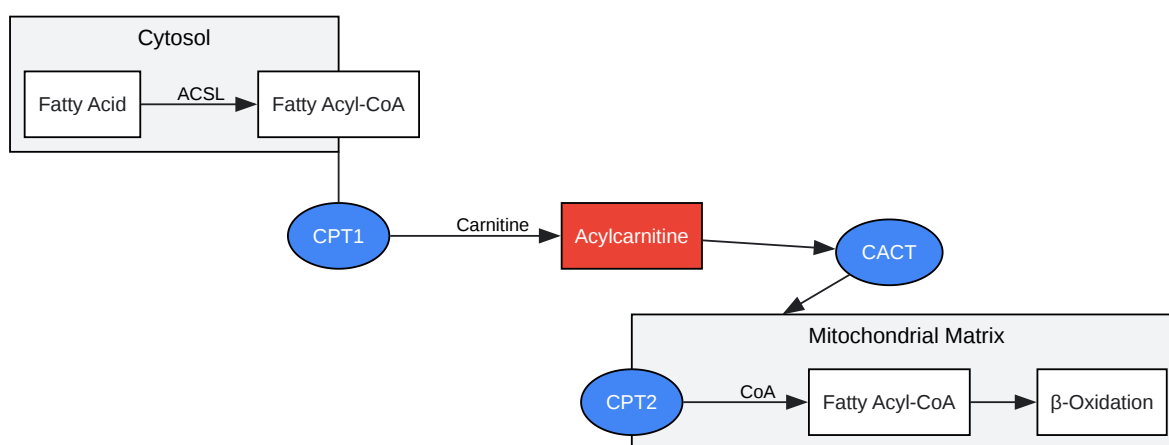 Cytosol
Fatty Acid
ACSL
Fatty Acyl-CoA
CPT1
Carnitine
Acylcarnitine
CACT
Mitochondrial Matrix
CPT2
CoA
Fatty Acyl-CoA
β-Oxidation